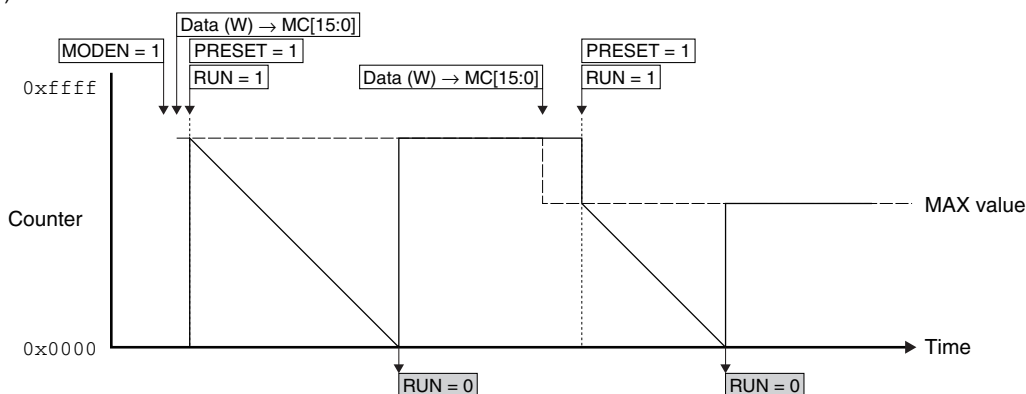 )
Data (W) → MC[15:0]
MODEN = 1
PRESET = 1
PRESET = 1
0xffff
RUN = 1
Data (W) → MC[15:0]
RUN = 1
Counter
MAX value
0x0000
Time
RUN = 0
RUN = 0